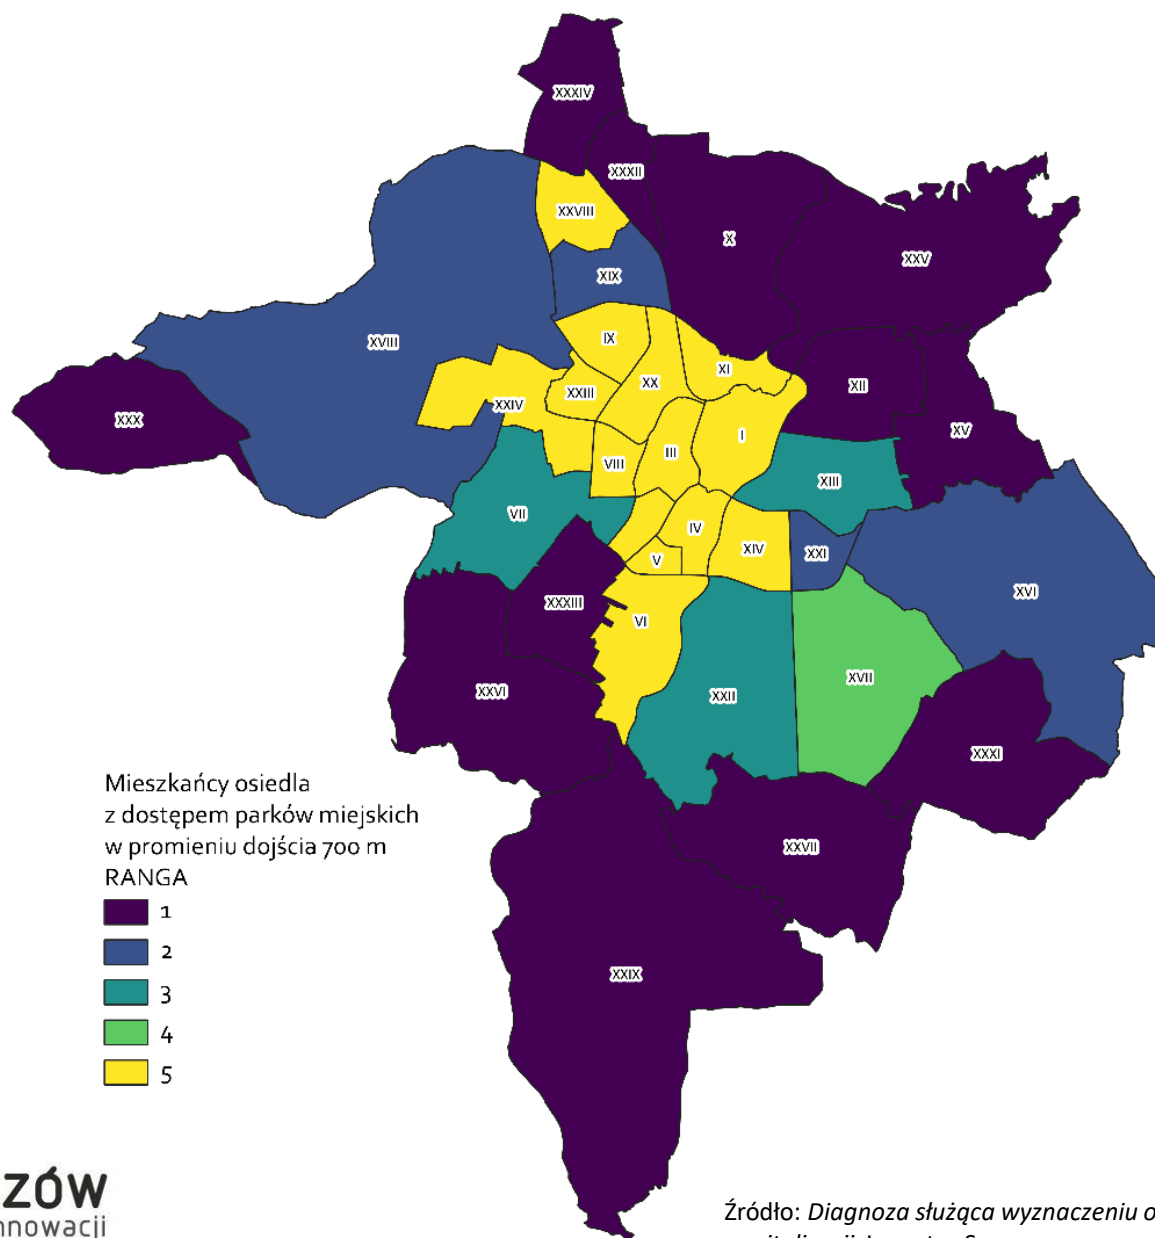 XXXIV
XXXII
XXVIII
X
XXV
XIX
XVIII
IX
XI
XX
XII
XXIII
XXIV
XXX
XV
I
III
VIII
XIII
VII
IV
XIV
XXI
V
XVI
XXXIII
VI
XVII
XXVI
XXII
XXXI
Mieszkańcy osiedla
z dostępem parków miejskich
w promieniu dojścia 700 m
RANGA
1
2
3
4
5
XXVII
XXIX
ZÓW
nnowacji
Źródło: Diagnoza służąca wyznaczeniu o